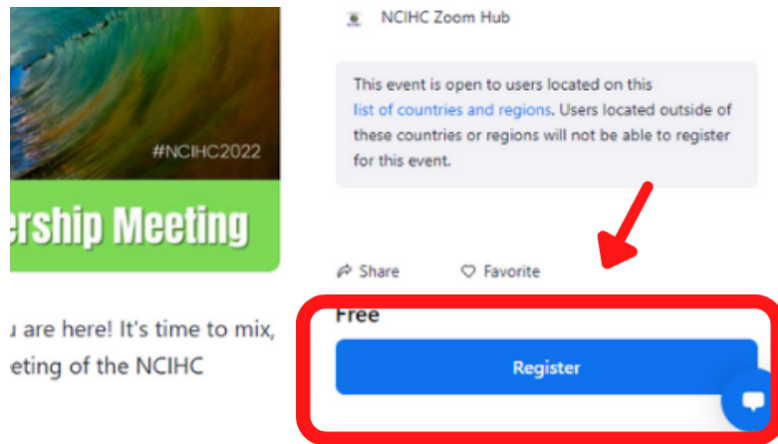 #NCIHC2022
ership Meeting
u are here! It's time to mix,
eting of the NCIHC
NCIHC Zoom Hub
This event is open to users located on this
list of countries and regions. Users located outside of
these countries or regions will not be able to register
for this event.
Share Favorite
Free
Register